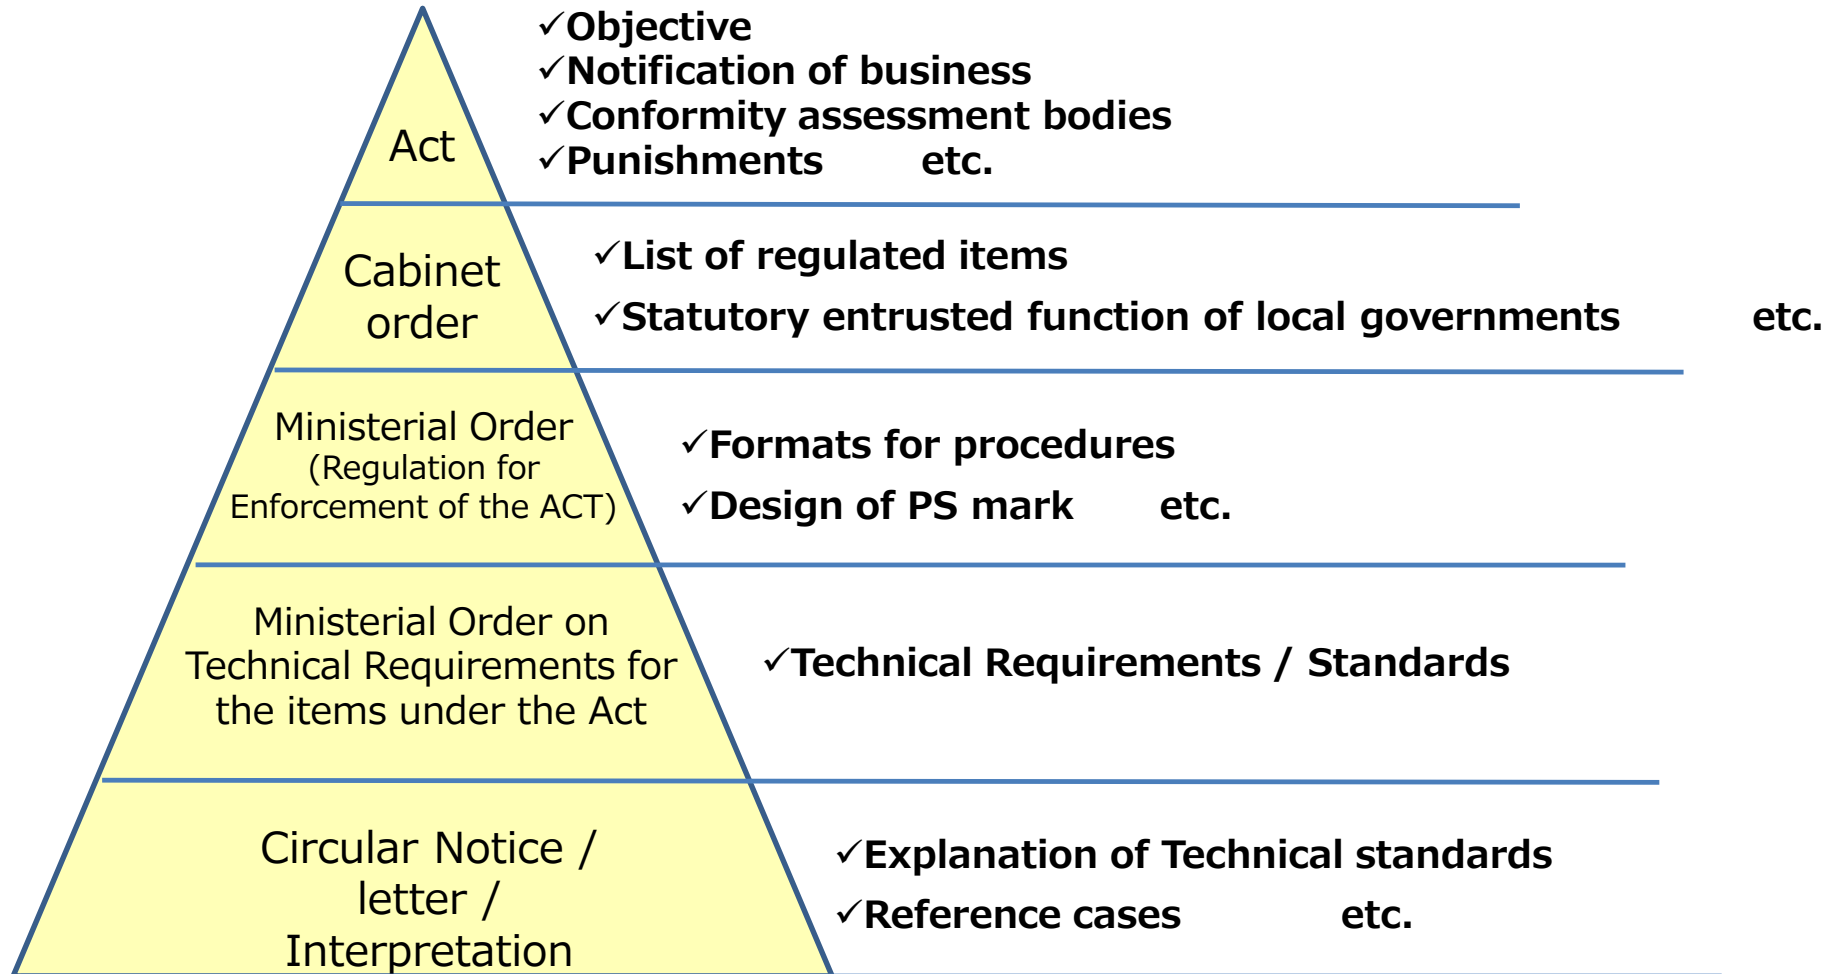 Act
✓Objective
✓Notification of business
✓Conformity assessment bodies
✓Punishments etc.
Cabinet
order
✓List of regulated items
✓Statutory entrusted function of local governments etc.
Ministerial Order
(Regulation for
Enforcement of the ACT)
✓Formats for procedures
✓Design of PS mark etc.
Ministerial Order on
Technical Requirements for
the items under the Act
✓Technical Requirements / Standards
Circular Notice /
letter /
Interpretation
✓Explanation of Technical standards
✓Reference cases etc.